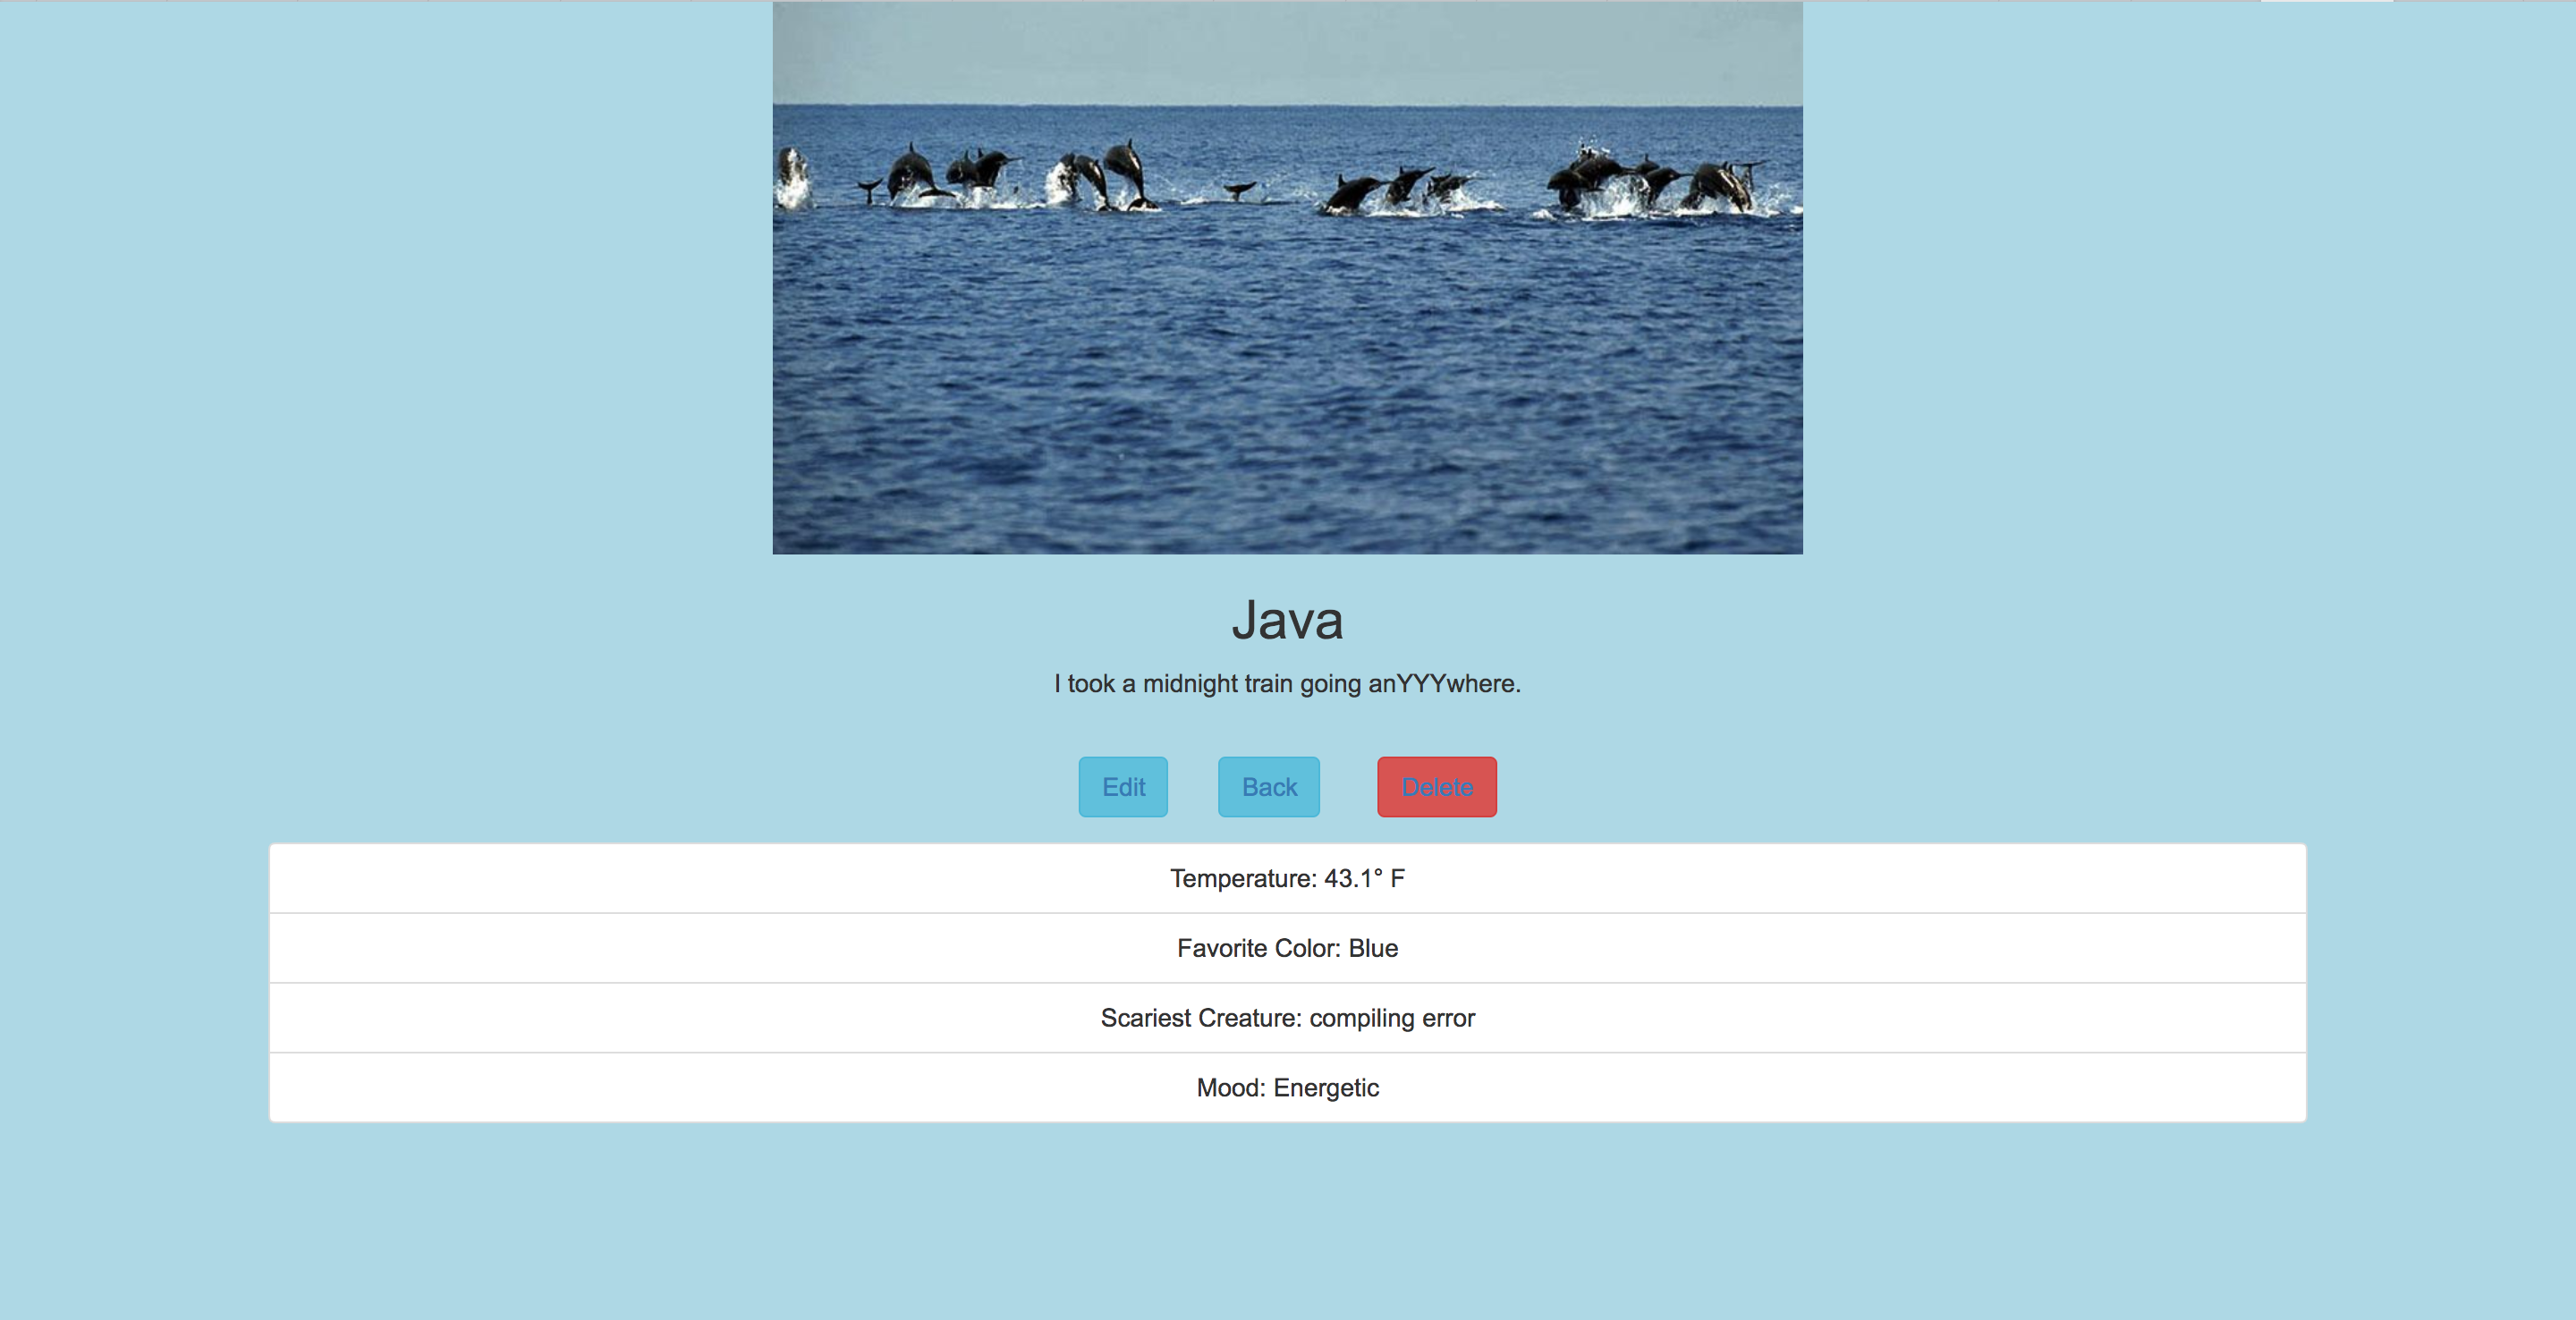 Java
I took a midnight train going anYYYwhere.
Edit Back Delete
Temperature: 43.1° F
Favorite Color: Blue
Scariest Creature: compiling error
Mood: Energetic